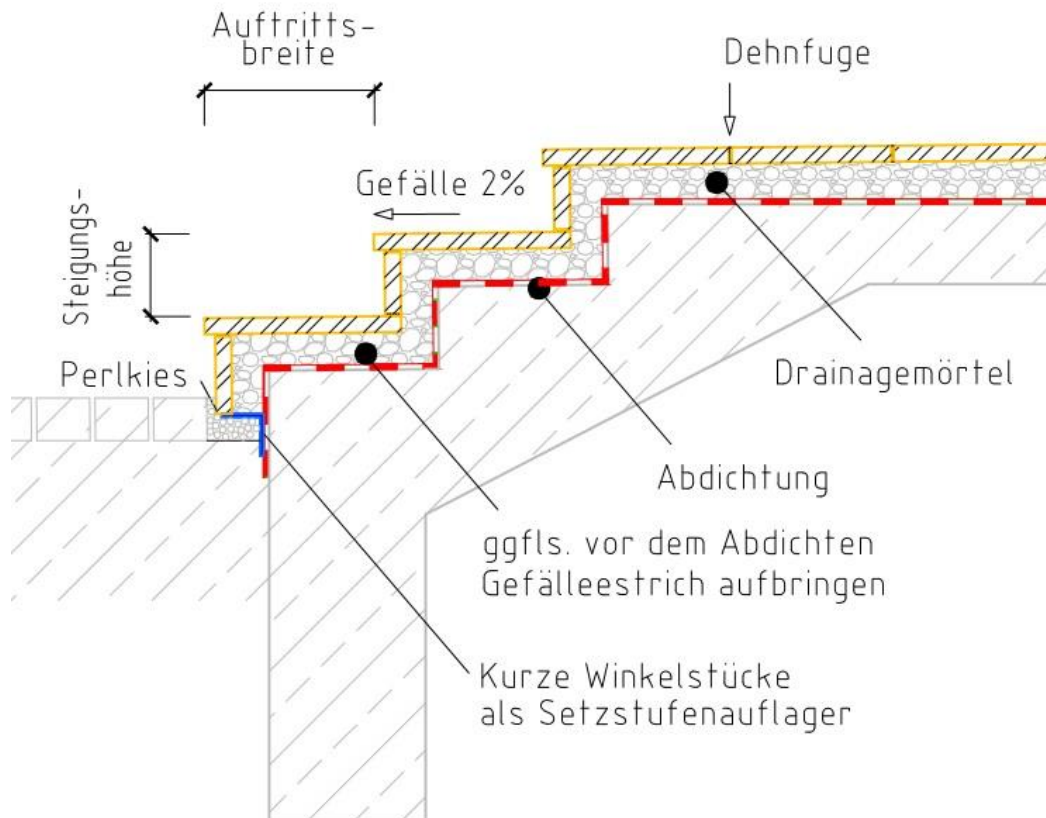 Auftritts-
breite
Dehnfuge
Gefälle 2%
Steigungs-
höhe
Perlkies
Drainagemörtel
Abdichtung
ggfls. vor dem Abdichten
Gefälleestrich aufbringen
Kurze Winkelstücke
als Setzstufenauflager